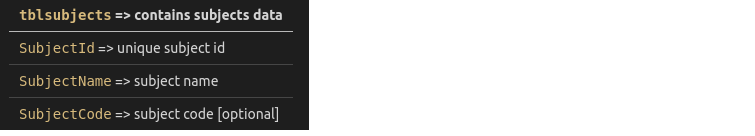 tblsubjects => contains subjects data
SubjectId => unique subject id
SubjectName => subject name
SubjectCode => subject code [optional]